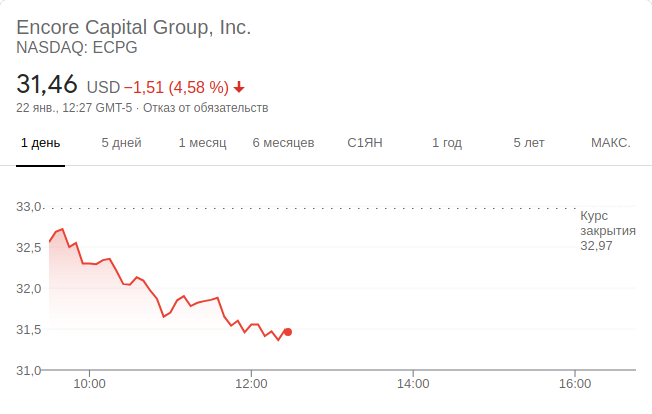 Encore Capital Group, Inc.
NASDAQ: ECPG
31,46 USD −1,51 (4,58 %)
22 янв., 12:27 GMT-5 · Отказ от обязательств
1 день 5 дней 1 месяц 6 месяцев С1ЯН 1 год 5 лет МАКС.
33,0
Курс
закрытия
32,97
32,5
32,0
31,5
31,0
10:00 12:00 14:00 16:00